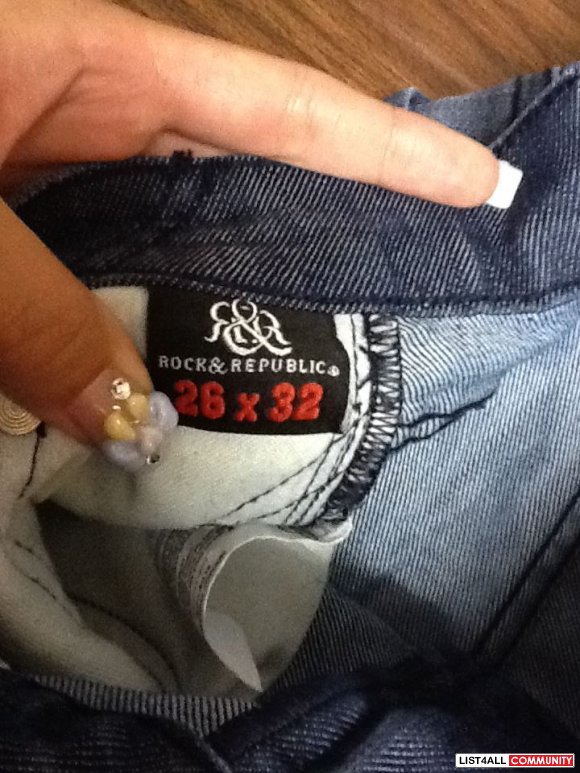 ROCK & REPUBLIC®
26 x 32
LIST4ALL COMMUNITY